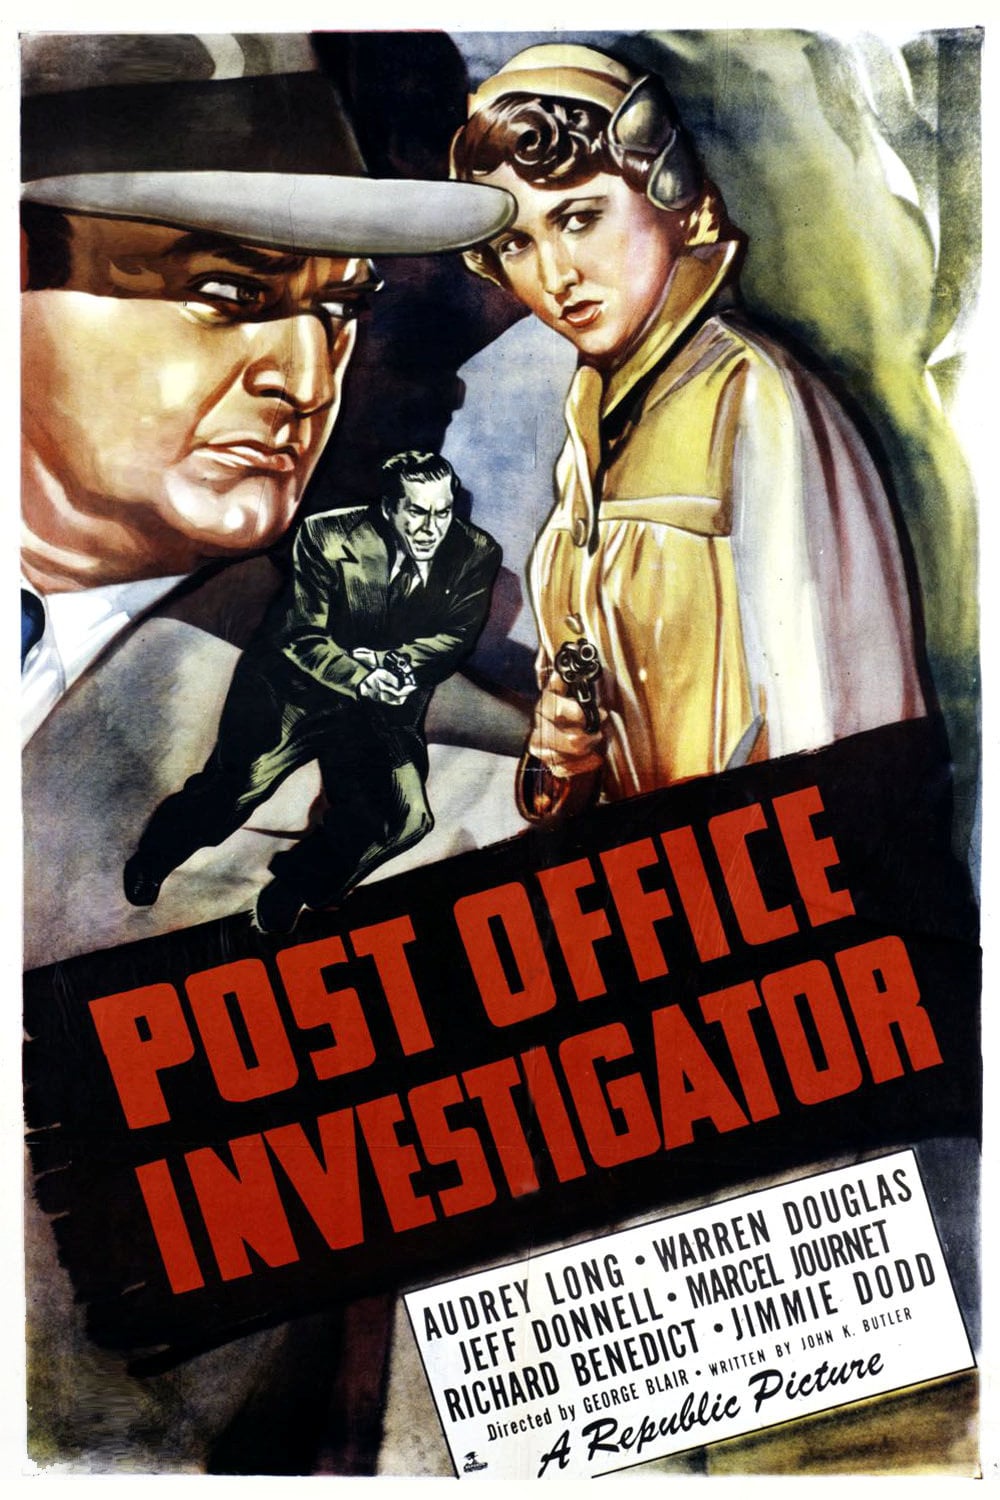 POST OFFICE
INVESTIGATOR
AUDREY LONG • WARREN DOUGLAS
JEFF DONNELL • MARCEL JOURNET
RICHARD BENEDICT • JIMMIE DODD
Directed by GEORGE BLAIR • WRITTEN BY JOHN K. BUTLER
A Republic Picture